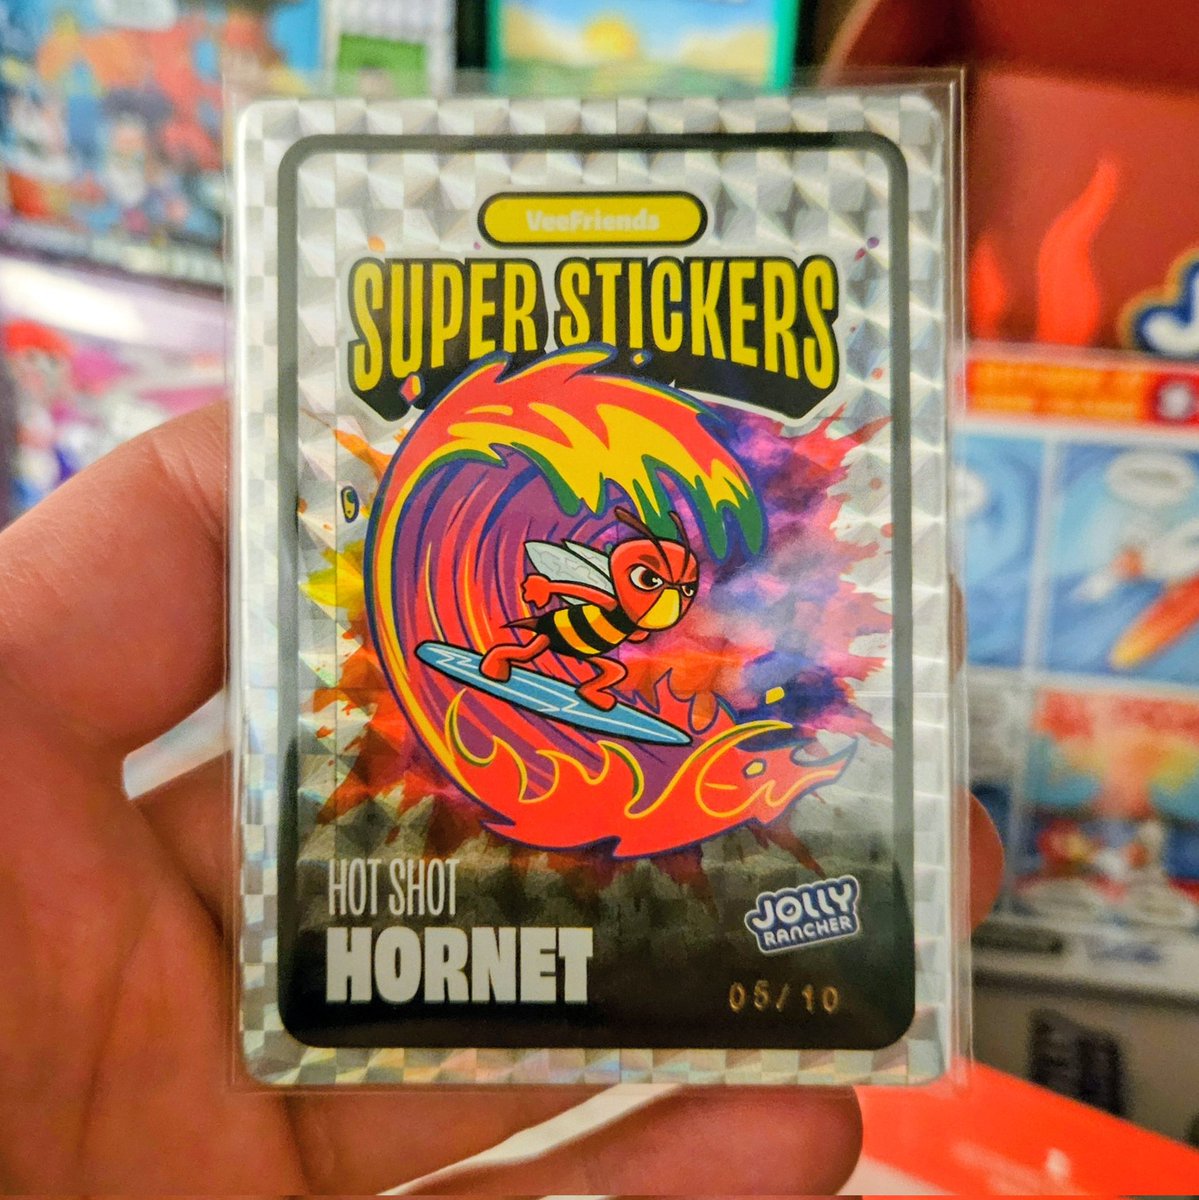 VeeFriends
SUPER STICKERS
HOT SHOT
HORNET
JOLLY
RANCHER
05/10